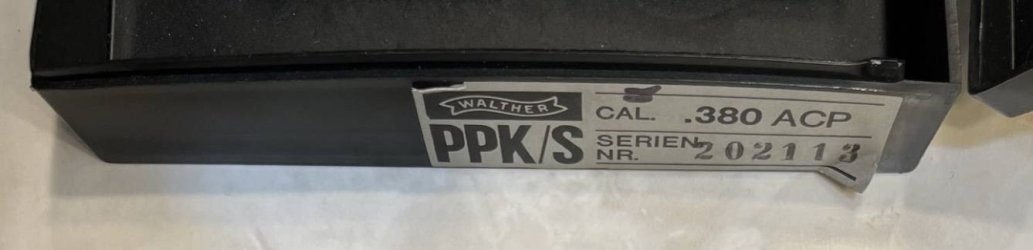 WALTHER
PPK/S
CAL. .380 ACP
SERIEN
NR. 202113